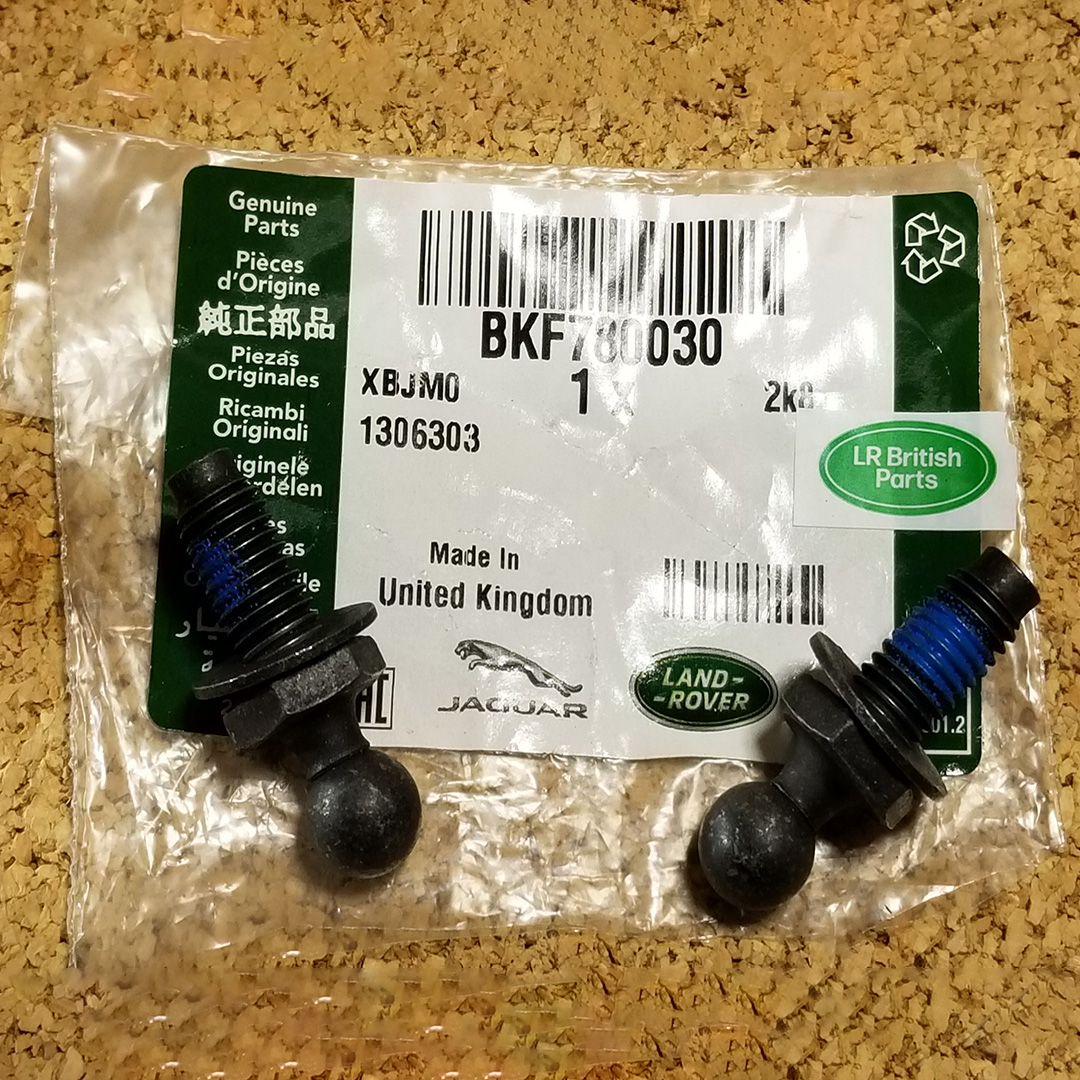 Genuine
Parts
Pièces
d'Origine
純正部品
Piezas
Originales
Ricambi
Originali
BKF780030
XBJM0
1 x
1306303
LR British
Parts
Made In
United Kingdom
JAGUAR
LAND-
-ROVER